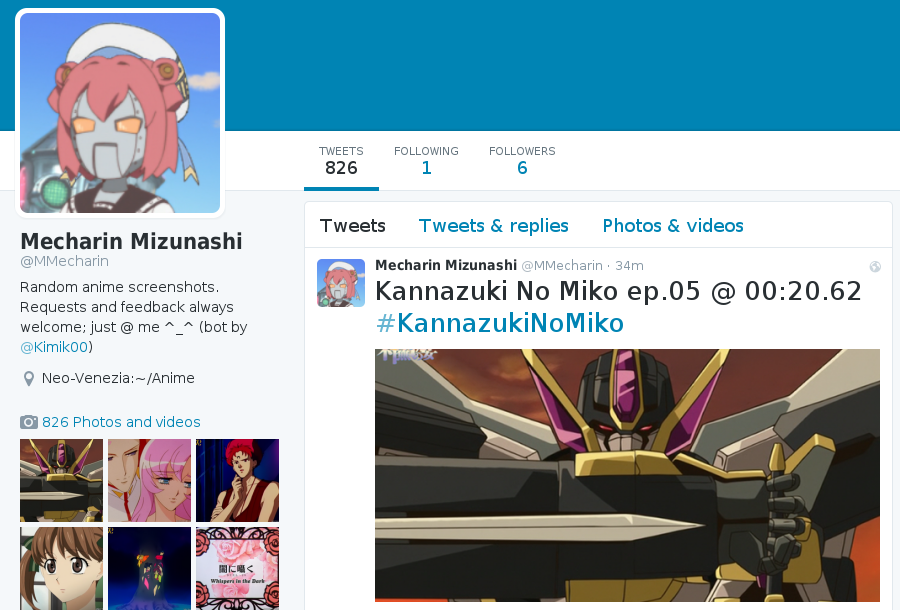 TWEETS
826
FOLLOWING
1
FOLLOWERS
6
Mecharin Mizunashi
@MMecharin
Random anime screenshots.
Requests and feedback always
welcome; just @ me ^_^ (bot by
@Kimik00)
Neo-Venezia:~/Anime
826 Photos and videos
闇に囁く
Whispers in the Dark
Tweets
Tweets & replies
Photos & videos
Mecharin Mizunashi @MMecharin · 34m
Kannazuki No Miko ep.05 @ 00:20.62
#KannazukiNoMiko